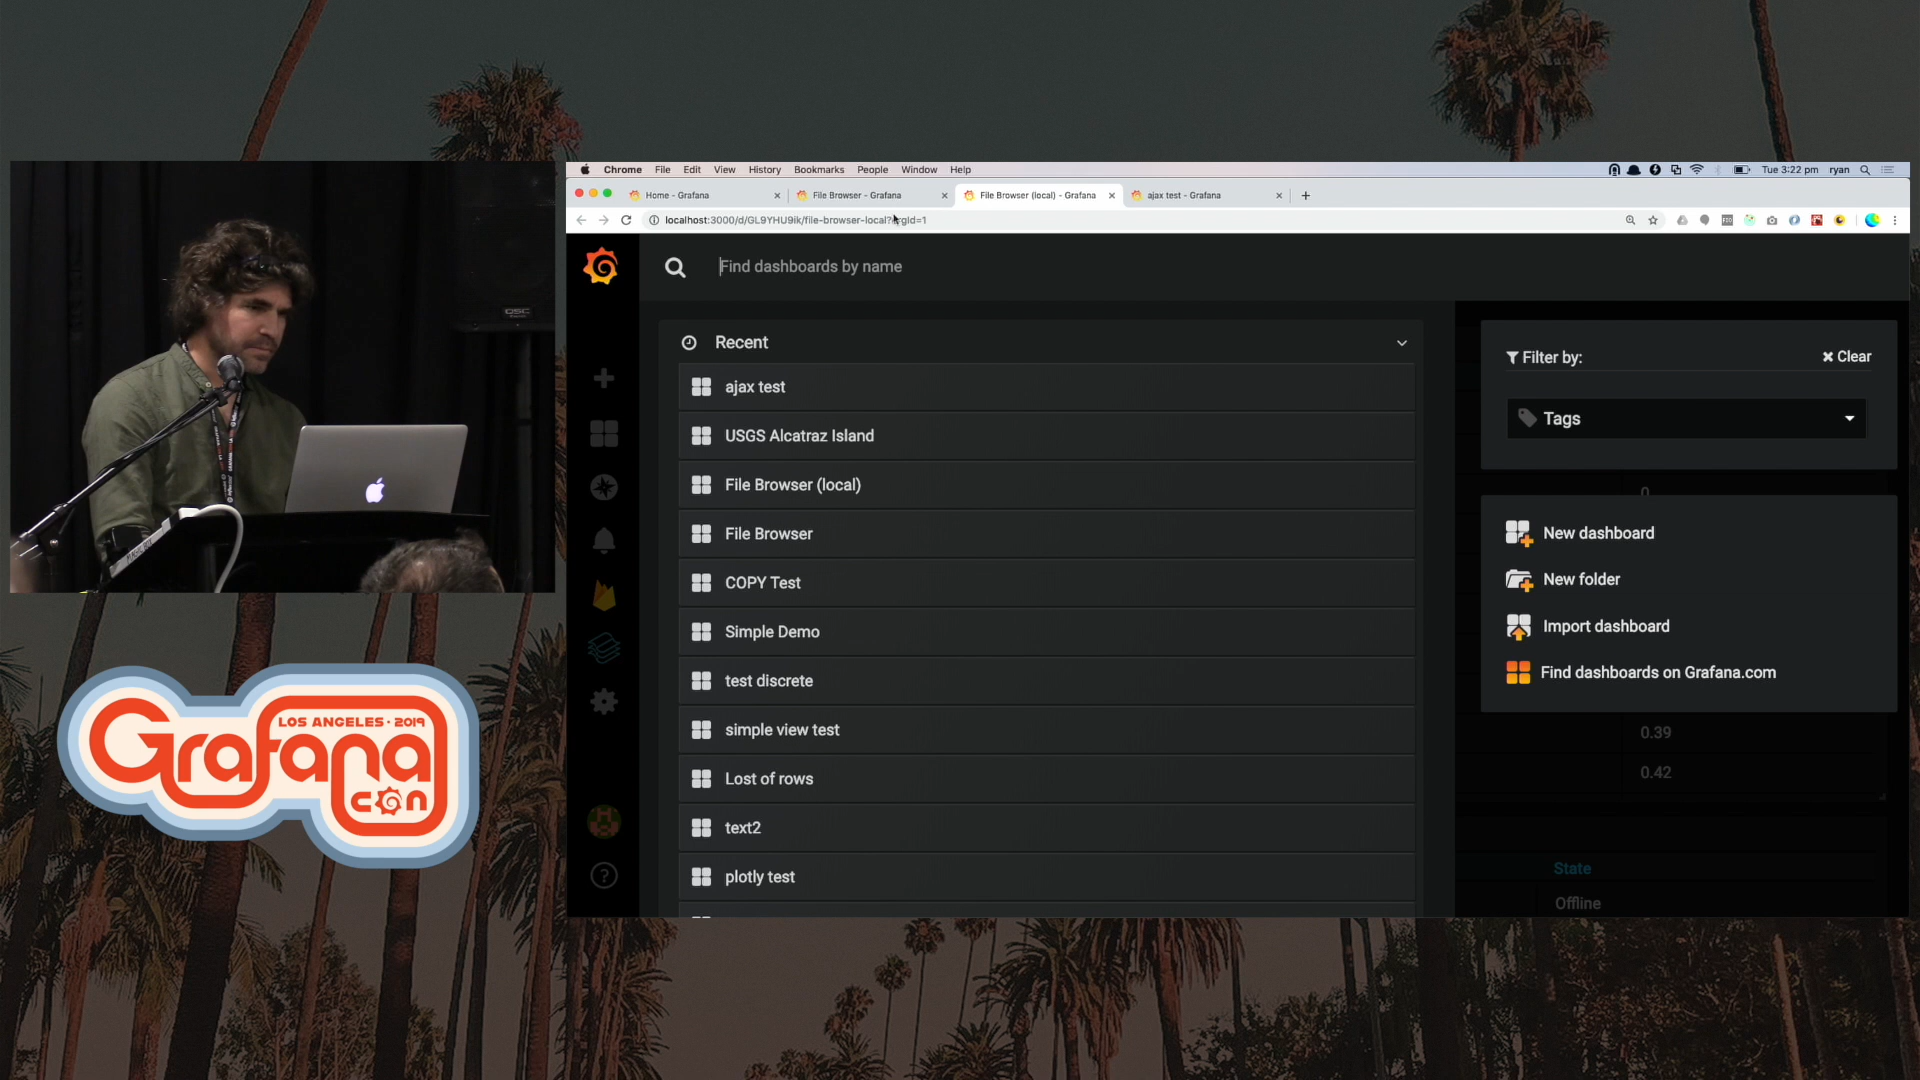 Chrome File Edit View History Bookmarks People Window Help Tue 3:22 pm ryan
Home - Grafana File Browser - Grafana File Browser (local) - Grafana ajax test - Grafana
localhost:3000/d/GL9YHU9ik/file-browser-local?orgId=1
Find dashboards by name
Recent
ajax test
USGS Alcatraz Island
File Browser (local)
File Browser
COPY Test
Simple Demo
test discrete
simple view test
Lost of rows
text2
plotly test
Filter by: Clear
Tags
0
New dashboard
New folder
Import dashboard
Find dashboards on Grafana.com
0.39
0.42
State
Offline
QSC
LOS ANGELES · 2019
Grafana
con